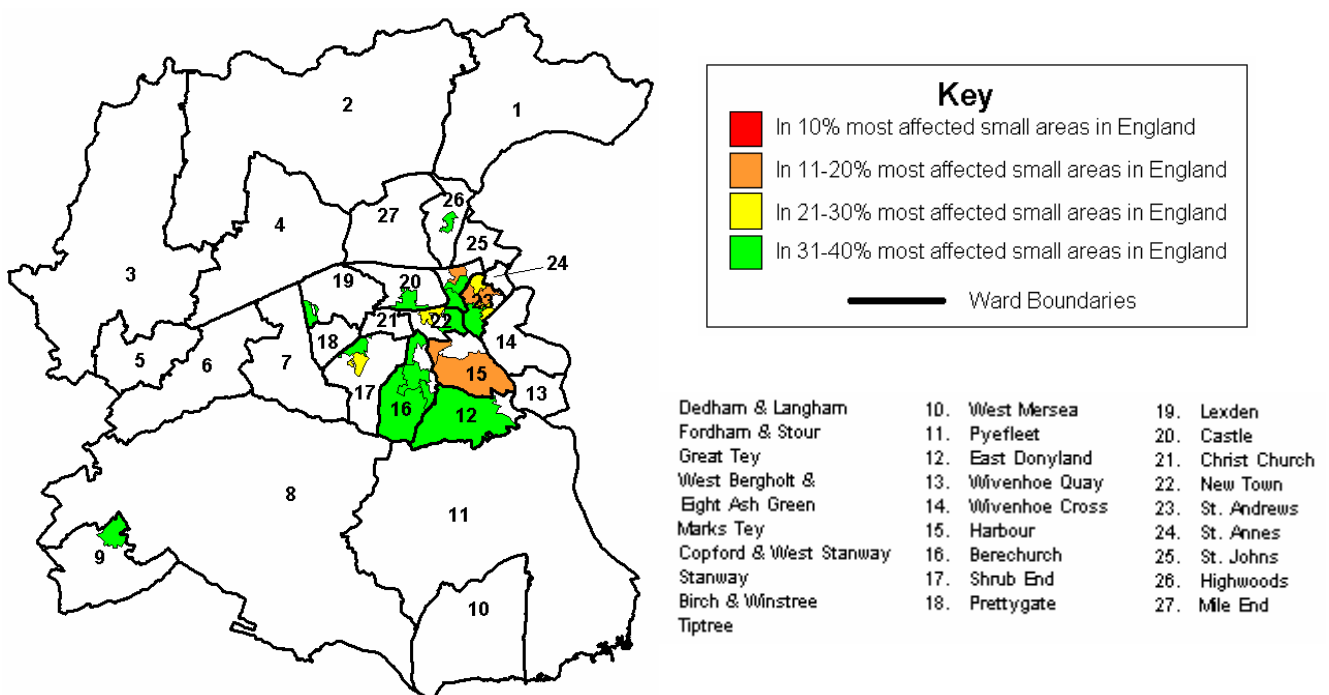 2
1
26
27
4
25
24
3
19
20
23
22
21
14
18
5
6
7
15
17
13
16
12
8
11
9
10
Key
In 10% most affected small areas in England
In 11-20% most affected small areas in England
In 21-30% most affected small areas in England
In 31-40% most affected small areas in England
Ward Boundaries
Dedham & Langham
Fordham & Stour
Great Tey
West Bergholt &
Eight Ash Green
Marks Tey
Copford & West Stanway
Stanway
Birch & Winstree
Tiptree
10. West Mersea
11. Pyefleet
12. East Donyland
13. Wivenhoe Quay
14. Wivenhoe Cross
15. Harbour
16. Berechurch
17. Shrub End
18. Prettygate
19. Lexden
20. Castle
21. Christ Church
22. New Town
23. St. Andrews
24. St. Annes
25. St. Johns
26. Highwoods
27. Mile End